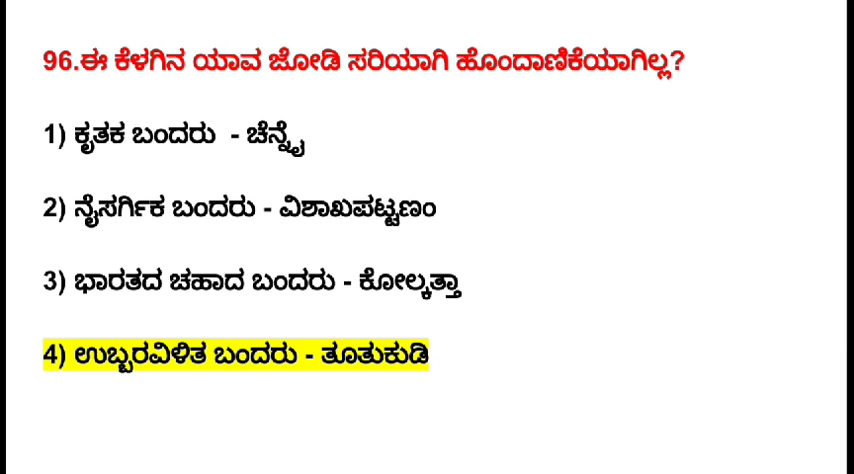 96.ಈ ಕೆಳಗಿನ ಯಾವ ಜೋಡಿ ಸರಿಯಾಗಿ ಹೊಂದಾಣಿಕೆಯಾಗಿಲ್ಲ?
1) ಕೃತಕ ಬಂದರು - ಚೆನ್ನೈ
2) ನೈಸರ್ಗಿಕ ಬಂದರು - ವಿಶಾಖಪಟ್ಟಣಂ
3) ಭಾರತದ ಚಹಾದ ಬಂದರು - ಕೋಲ್ಕತ್ತಾ
4) ಉಬ್ಬರವಿಳಿತ ಬಂದರು - ತೂತುಕುಡಿ